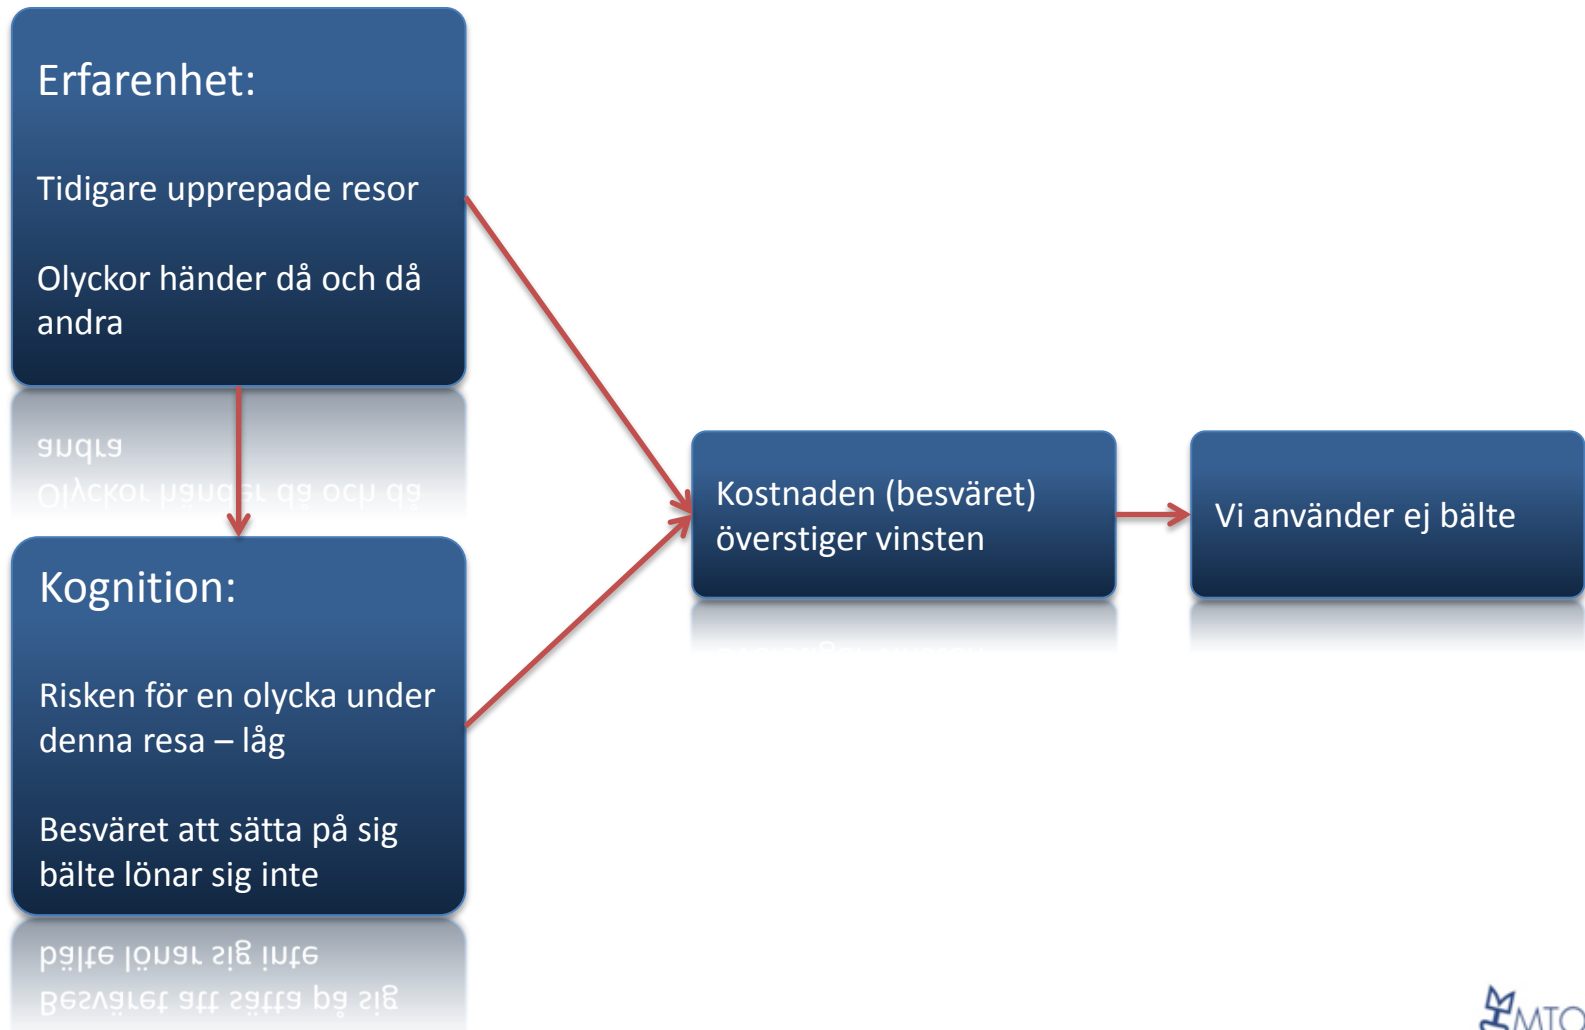 Erfarenhet:
Tidigare upprepade resor
Olyckor händer då och då
andra
Kognition:
Risken för en olycka under
denna resa – låg
Besväret att sätta på sig
bälte lönar sig inte
Kostnaden (besväret)
överstiger vinsten
Vi använder ej bälte
MTO